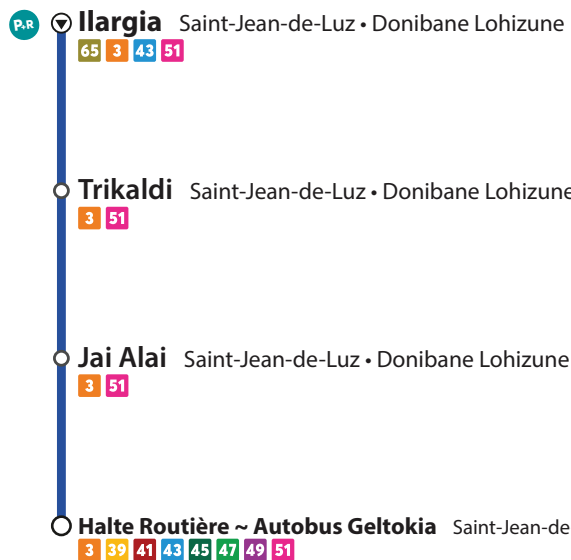 P+R Ilargia Saint-Jean-de-Luz • Donibane Lohizune
65 3 43 51
Trikaldi Saint-Jean-de-Luz • Donibane Lohizune
3 51
Jai Alai Saint-Jean-de-Luz • Donibane Lohizune
3 51
Halte Routière ~ Autobus Geltokia Saint-Jean-de
3 39 41 43 45 47 49 51